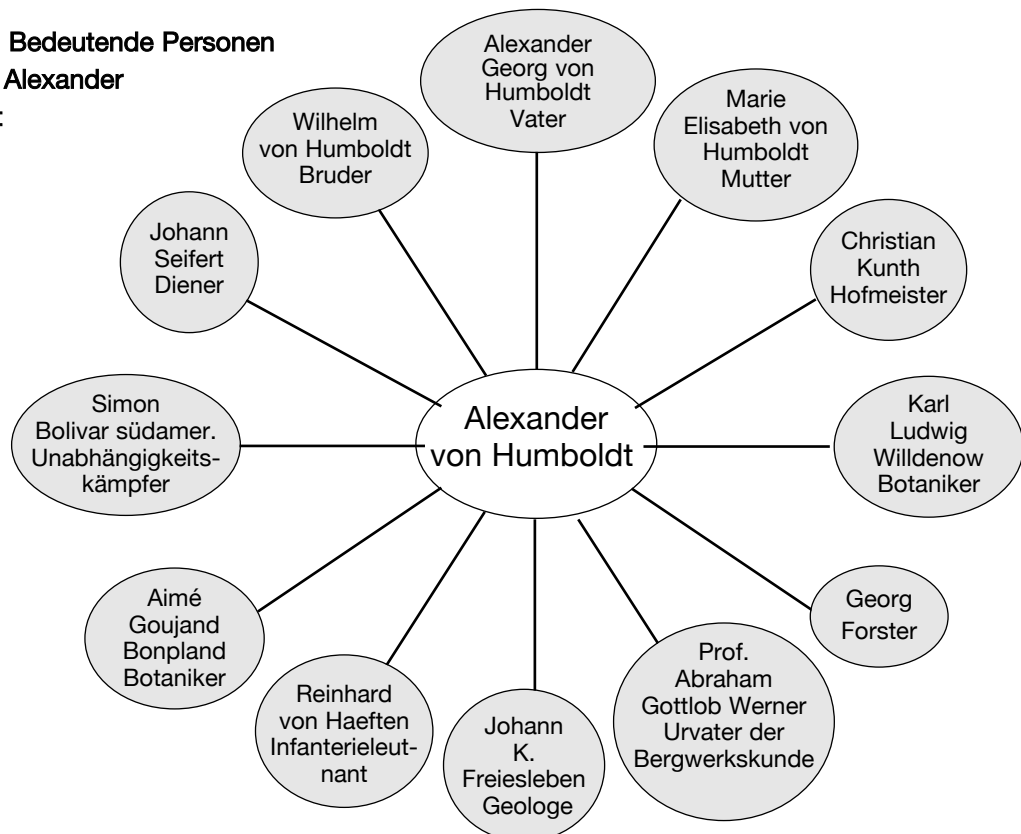 Bedeutende Personen
Alexander
:
Alexander
Georg von
Humboldt
Vater
Marie
Elisabeth von
Humboldt
Mutter
Christian
Kunth
Hofmeister
Karl
Ludwig
Willdenow
Botaniker
Georg
Forster
Prof.
Abraham
Gottlob Werner
Urvater der
Bergwerkskunde
Johann
K.
Freiesleben
Geologe
Reinhard
von Haeften
Infanterieleut-
nant
Aimé
Goujand
Bonpland
Botaniker
Simon
Bolivar südamer.
Unabhängigkeits-
kämpfer
Johann
Seifert
Diener
Wilhelm
von Humboldt
Bruder
Alexander
von Humboldt